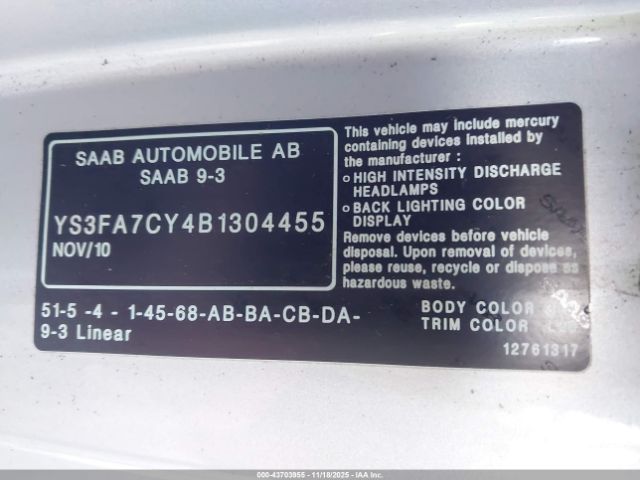 SAAB AUTOMOBILE AB
SAAB 9-3
YS3FA7CY4B1304455
NOV/10
51-5 -4 - 1-45-68-AB-BA-CB-DA-
9-3 Linear
This vehicle may include mercury
containing devices installed by
the manufacturer :
o HIGH INTENSITY DISCHARGE
HEADLAMPS
o BACK LIGHTING COLOR
DISPLAY
Remove devices before vehicle
disposal. Upon removal of devices,
please reuse, recycle or dispose as
hazardous waste.
BODY COLOR
TRIM COLOR
12761317
000-43703955 — 11/18/2025 — IAAI.COM